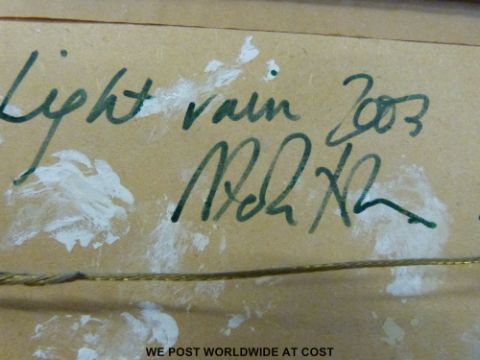 Light rain 2003
WE POST WORLDWIDE AT COST